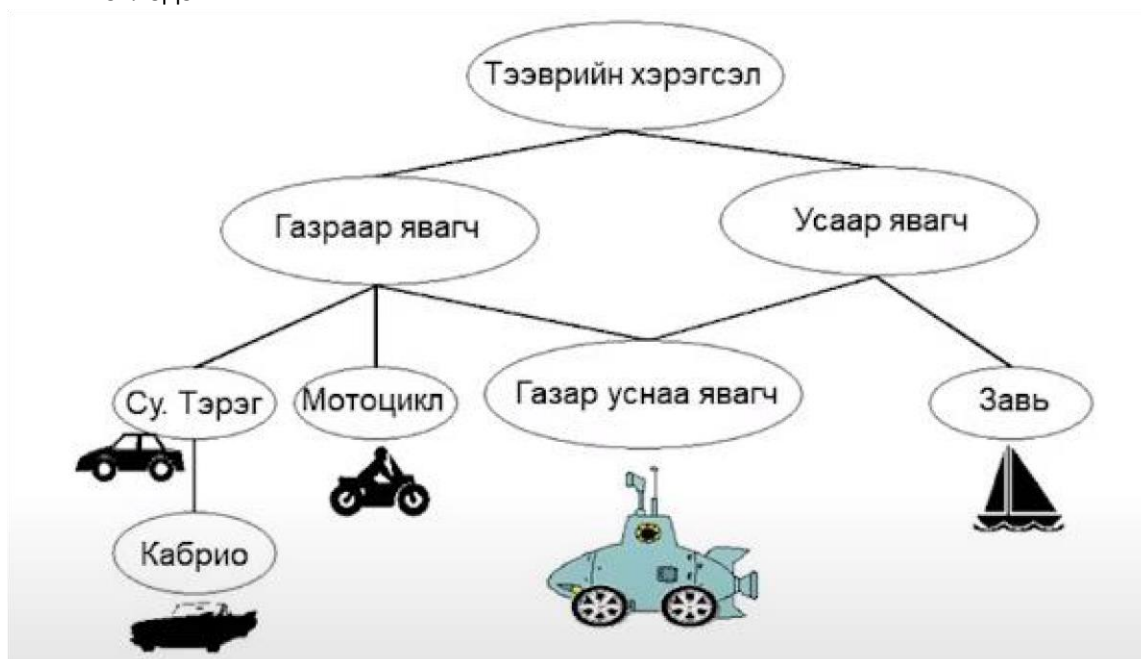 Тээврийн хэрэгсэл
Газраар явагч
Усаар явагч
Су. Тэрэг
Мотоцикл
Газар уснаа явагч
Завь
Кабрио